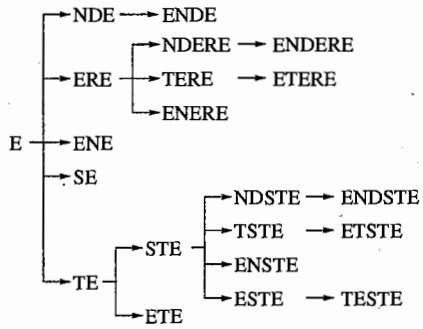 NDE ENDE
NDERE ENDERE
ERE TERE ETERE
ENERE
E ENE
SE
NDSTE ENDSTE
STE TSTE ETSTE
ENSTE
TE ESTE TESTE
ETE